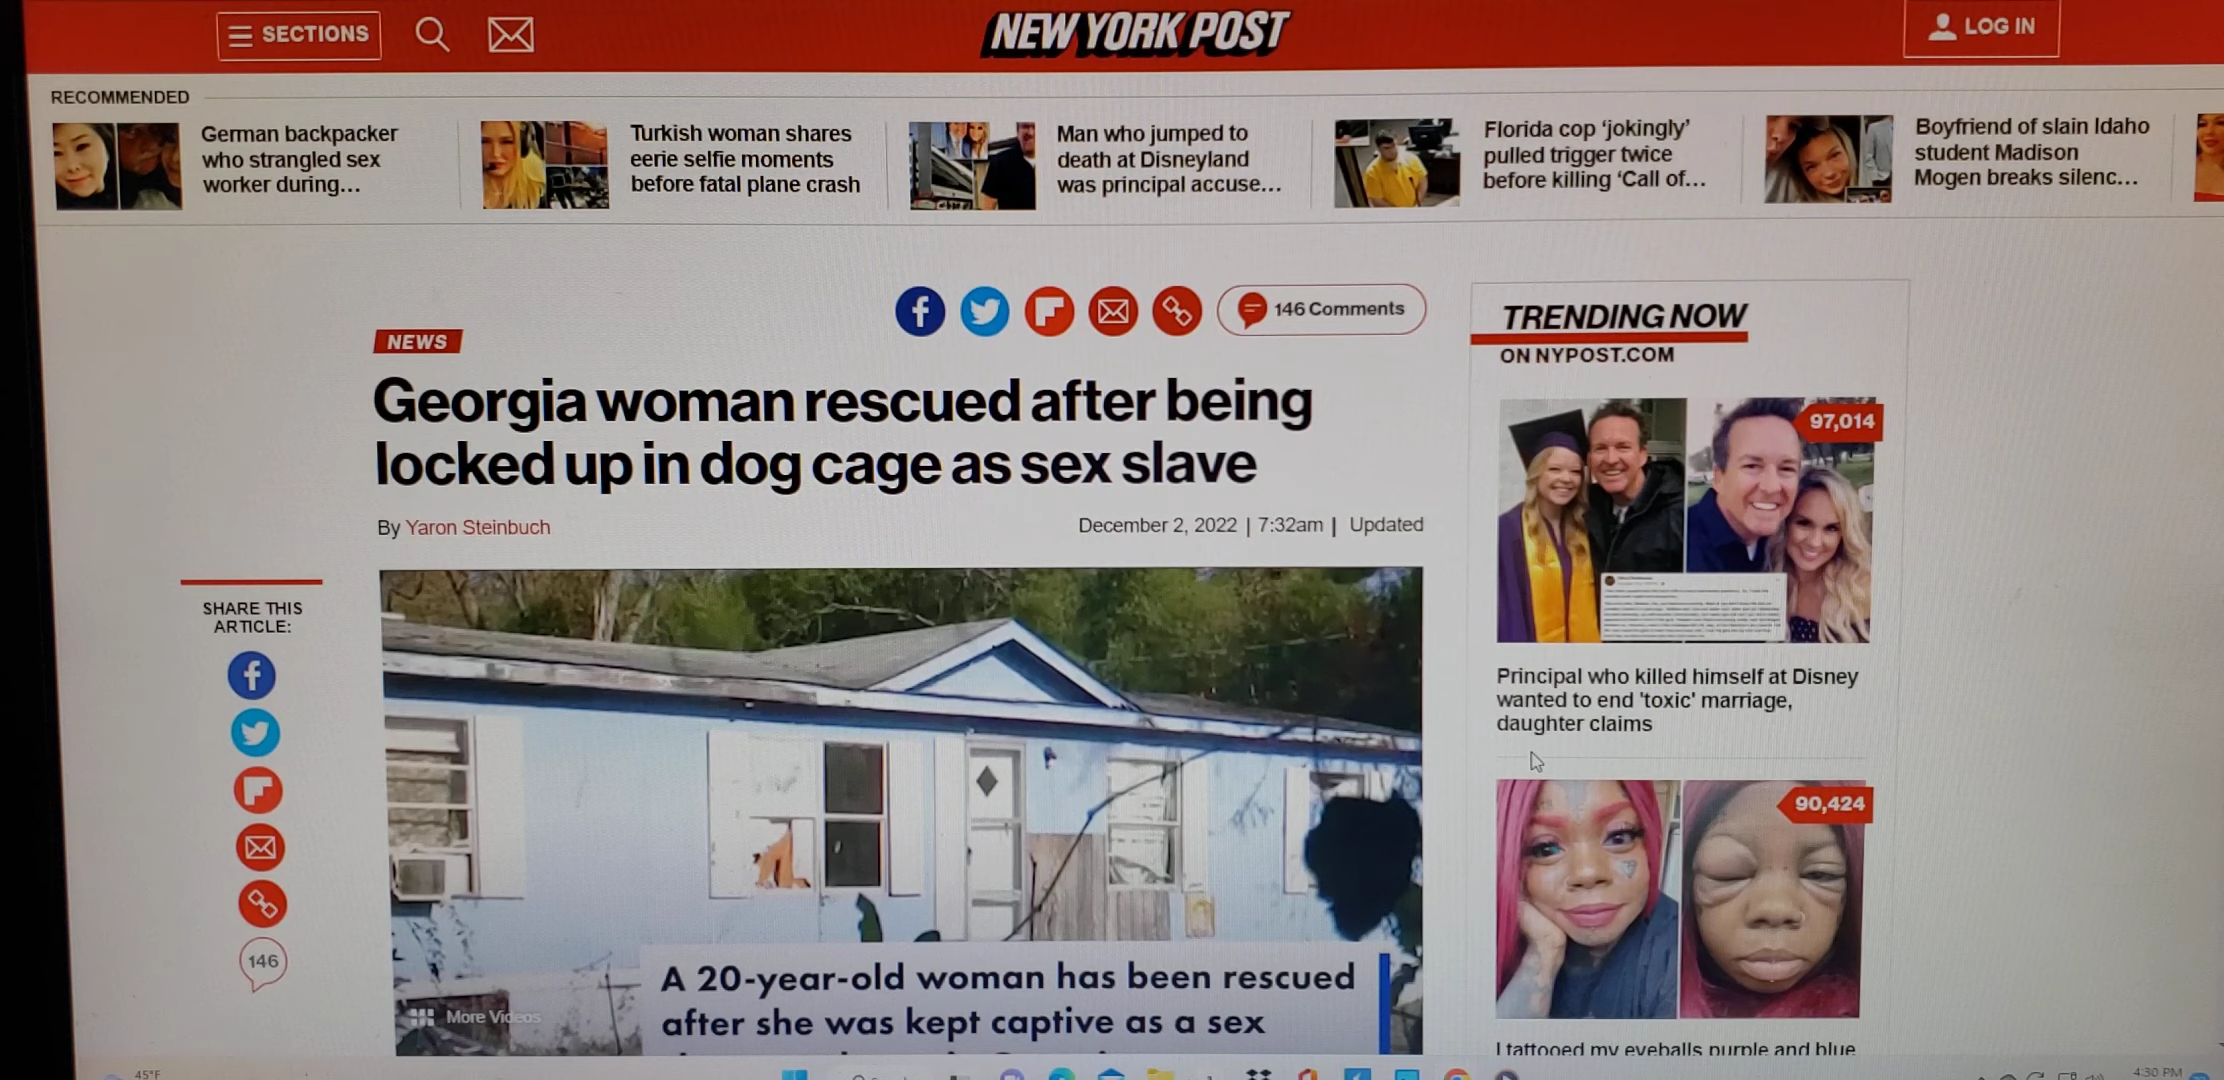 SECTIONS
NEW YORK POST
LOG IN
RECOMMENDED
German backpacker
who strangled sex
worker during...
Turkish woman shares
eerie selfie moments
before fatal plane crash
Man who jumped to
death at Disneyland
was principal accuse...
Florida cop ‘jokingly’
pulled trigger twice
before killing ‘Call of...
Boyfriend of slain Idaho
student Madison
Mogen breaks silenc...
146 Comments
NEWS
Georgia woman rescued after being
locked up in dog cage as sex slave
By Yaron Steinbuch
December 2, 2022 | 7:32am | Updated
SHARE THIS
ARTICLE:
146
More Videos
A 20-year-old woman has been rescued
after she was kept captive as a sex
TRENDING NOW
ON NYPOST.COM
97,014
Principal who killed himself at Disney
wanted to end 'toxic' marriage,
daughter claims
90,424
I tattooed my eyeballs purple and blue
45°F
4:30 PM